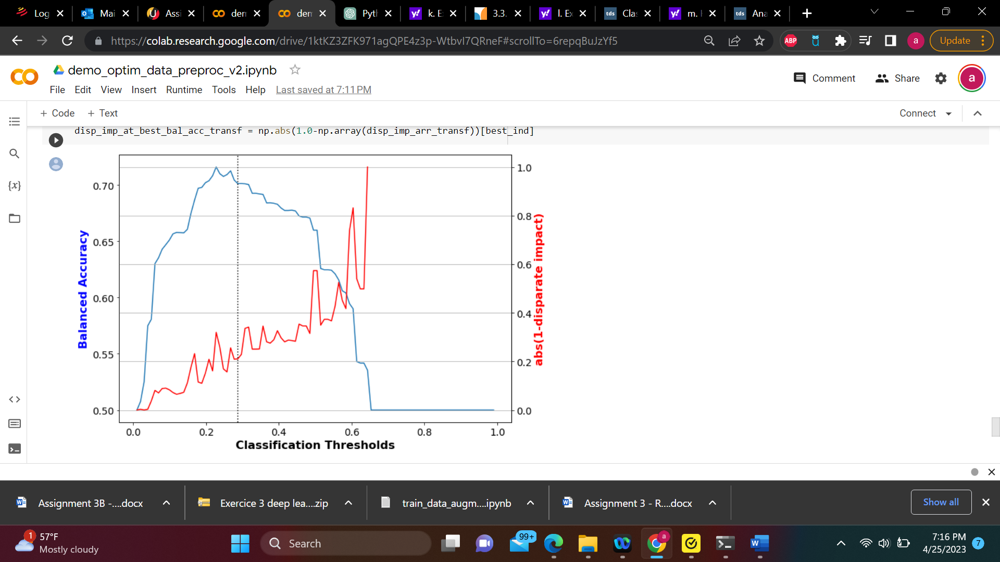 Log
Mai
Assi
den
den
Pyth
k. E
3.3.
l. Ex
tds
Clas
m. H
tds
Ana
https://colab.research.google.com/drive/1ktKZ3ZFK971agQPE4z3p-WtbvI7QRneF#scrollTo=6repqBuJzYf5
ABP
a
Update
demo_optim_data_preproc_v2.ipynb
Comment
Share
a
File Edit View Insert Runtime Tools Help Last saved at 7:11 PM
+ Code + Text
Connect
disp_imp_at_best_bal_acc_transf = np.abs(1.0-np.array(disp_imp_arr_transf))[best_ind]
{x}
Balanced Accuracy
0.70
0.65
0.60
0.55
0.50
1.0
0.8
0.6
0.4
0.2
0.0
abs(1-disparate impact)
0.0 0.2 0.4 0.6 0.8 1.0
Classification Thresholds
Assignment 3B -....docx
Exercice 3 deep lea....zip
train_data_augm....ipynb
Assignment 3 - R....docx
Show all
1
57°F
Mostly cloudy
Search
99+
a
7:16 PM
4/25/2023
7